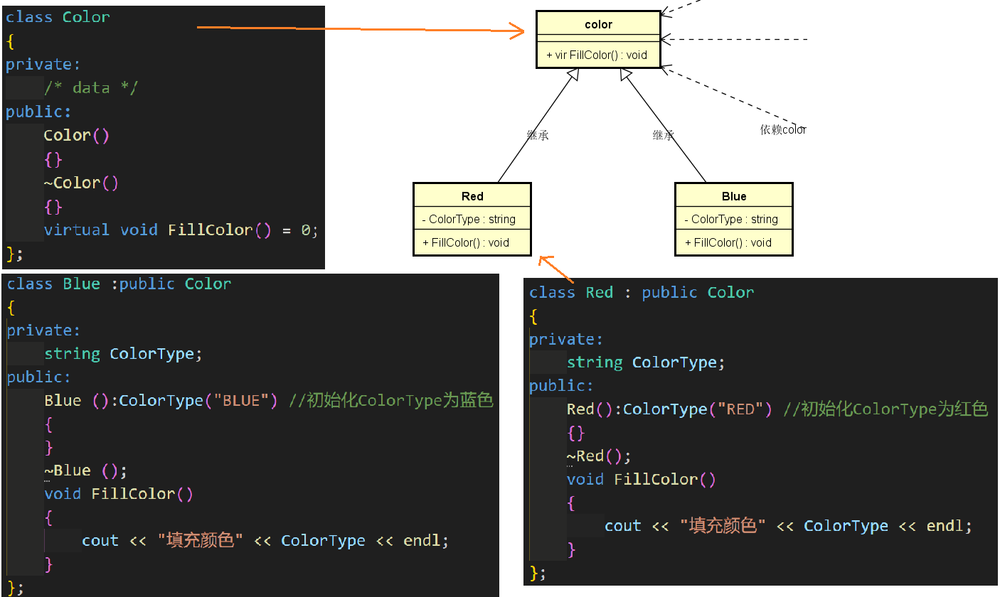 class Color
{
private:
/* data */
public:
Color()
{}
~Color()
{}
virtual void FillColor() = 0;
};
color
+ vir FillColor() : void
继承
继承
依赖color
Red
- ColorType : string
+ FillColor() : void
Blue
- ColorType : string
+ FillColor() : void
class Blue :public Color
{
private:
string ColorType;
public:
Blue ():ColorType("BLUE") //初始化ColorType为蓝色
{
}
~Blue ();
void FillColor()
{
cout << "填充颜色" << ColorType << endl;
}
};
class Red : public Color
{
private:
string ColorType;
public:
Red():ColorType("RED") //初始化ColorType为红色
{}
~Red();
void FillColor()
{
cout << "填充颜色" << ColorType << endl;
}
};